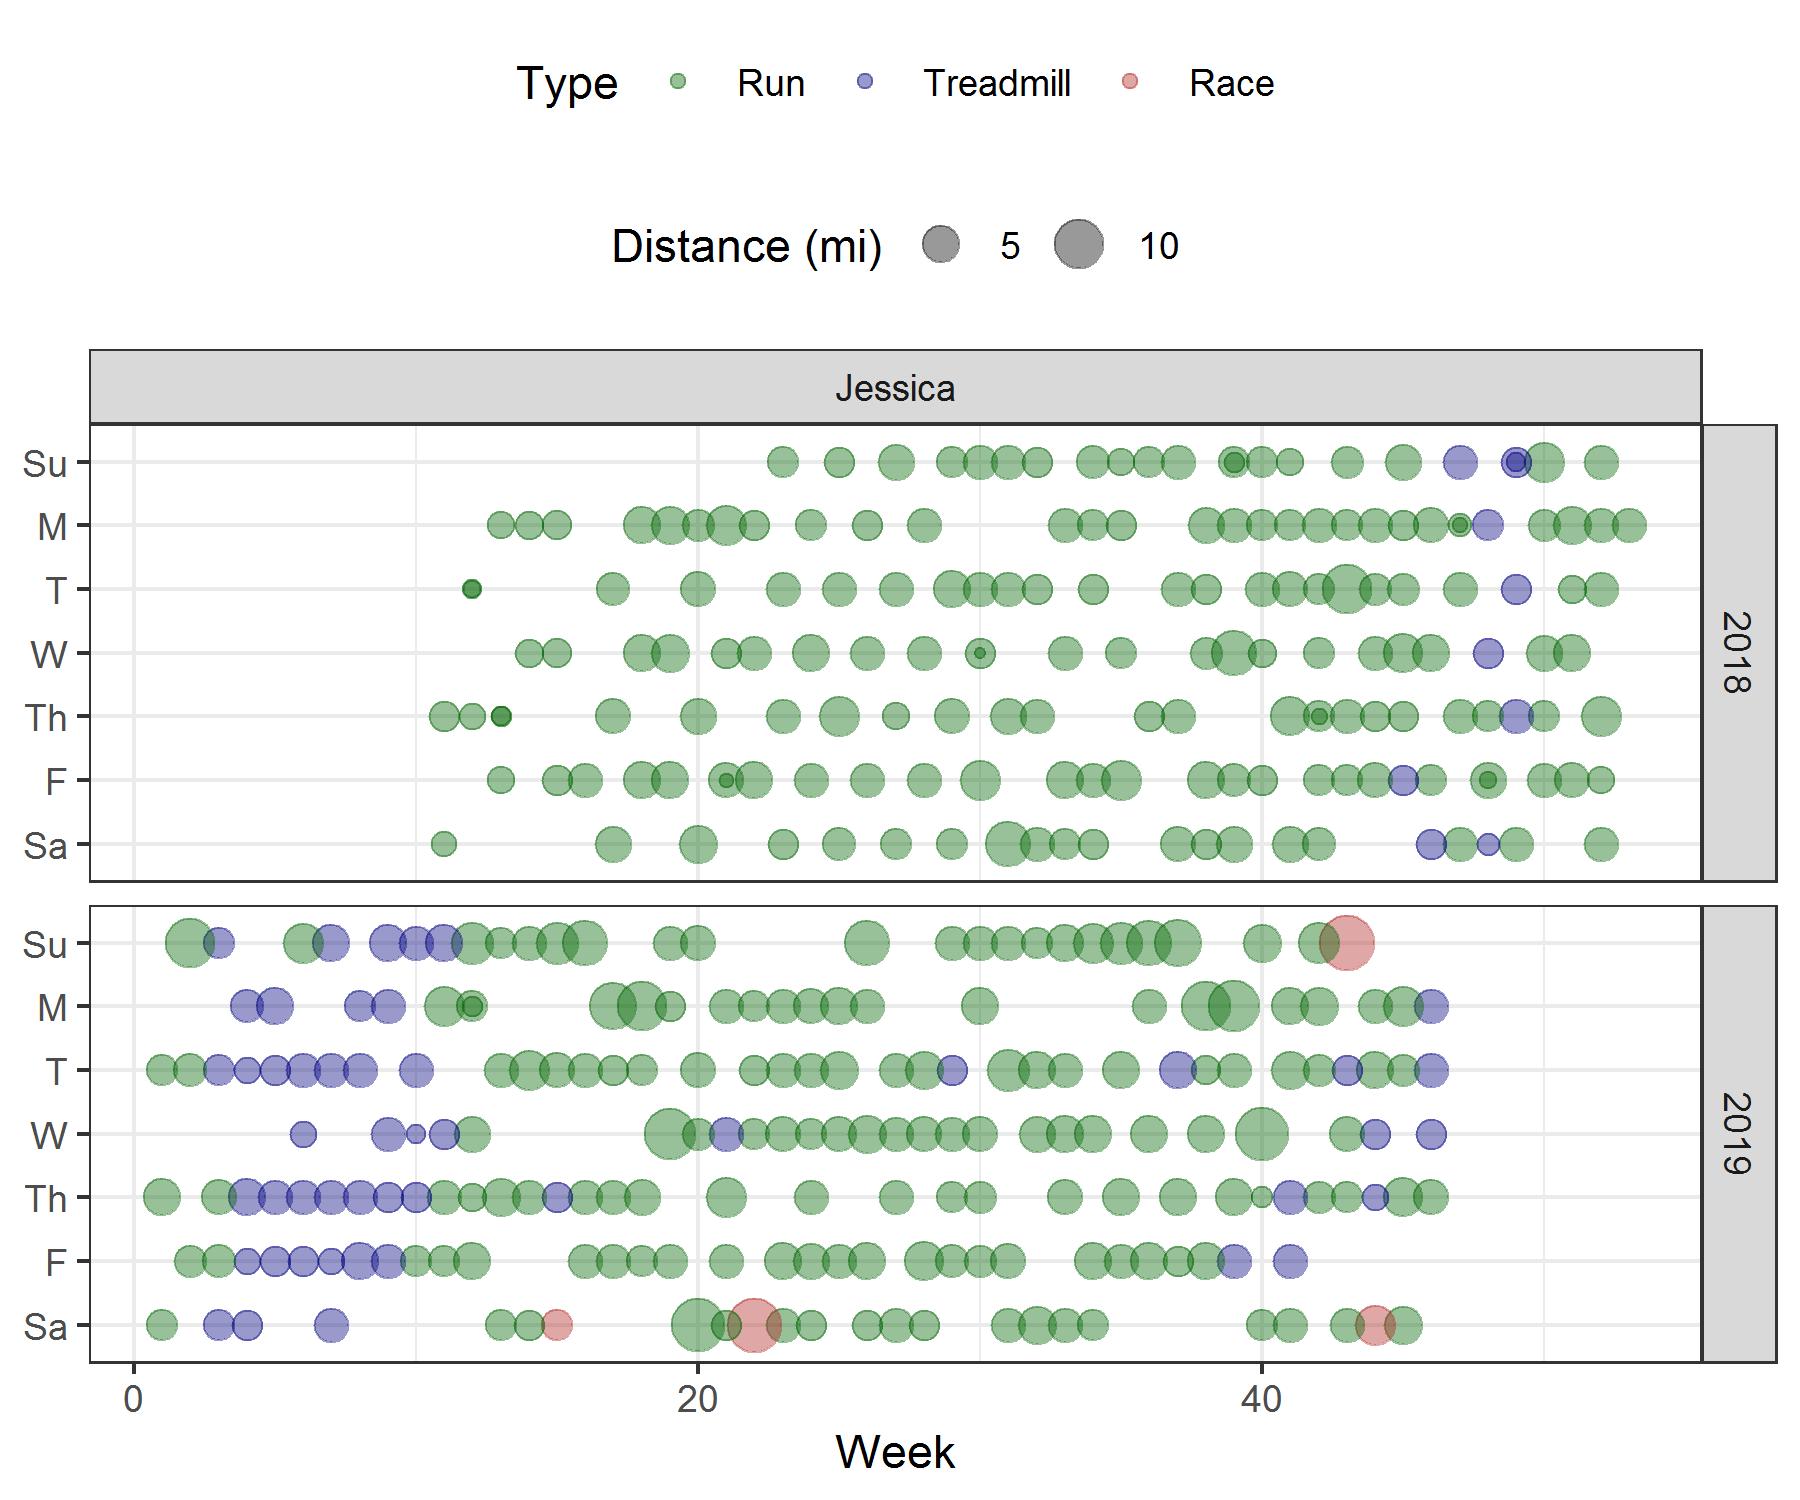 Type Run Treadmill Race
Distance (mi) 5 10
Jessica
Su
M
T
W
Th
F
Sa
2018
Su
M
T
W
Th
F
Sa
2019
0 20 40
Week